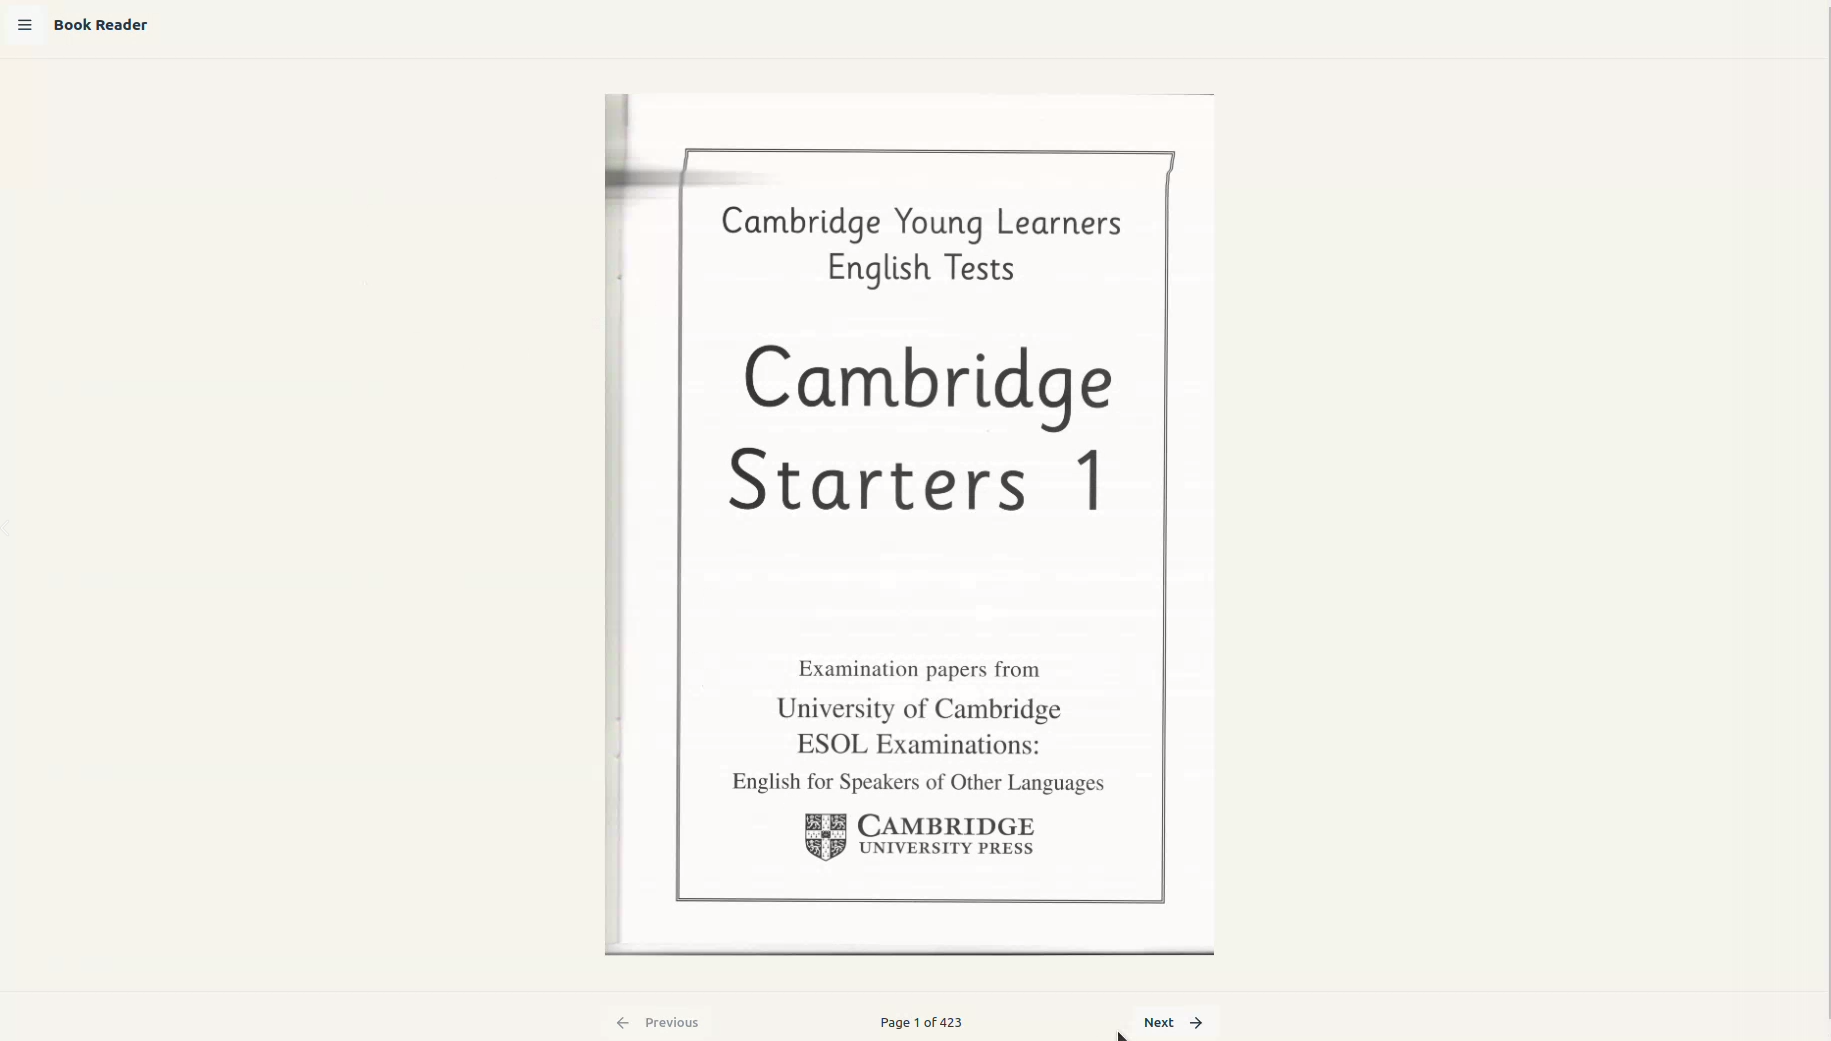 Book Reader
Cambridge Young Learners
English Tests
Cambridge
Starters 1
Examination papers from
University of Cambridge
ESOL Examinations:
English for Speakers of Other Languages
CAMBRIDGE
UNIVERSITY PRESS
Previous
Page 1 of 423
Next